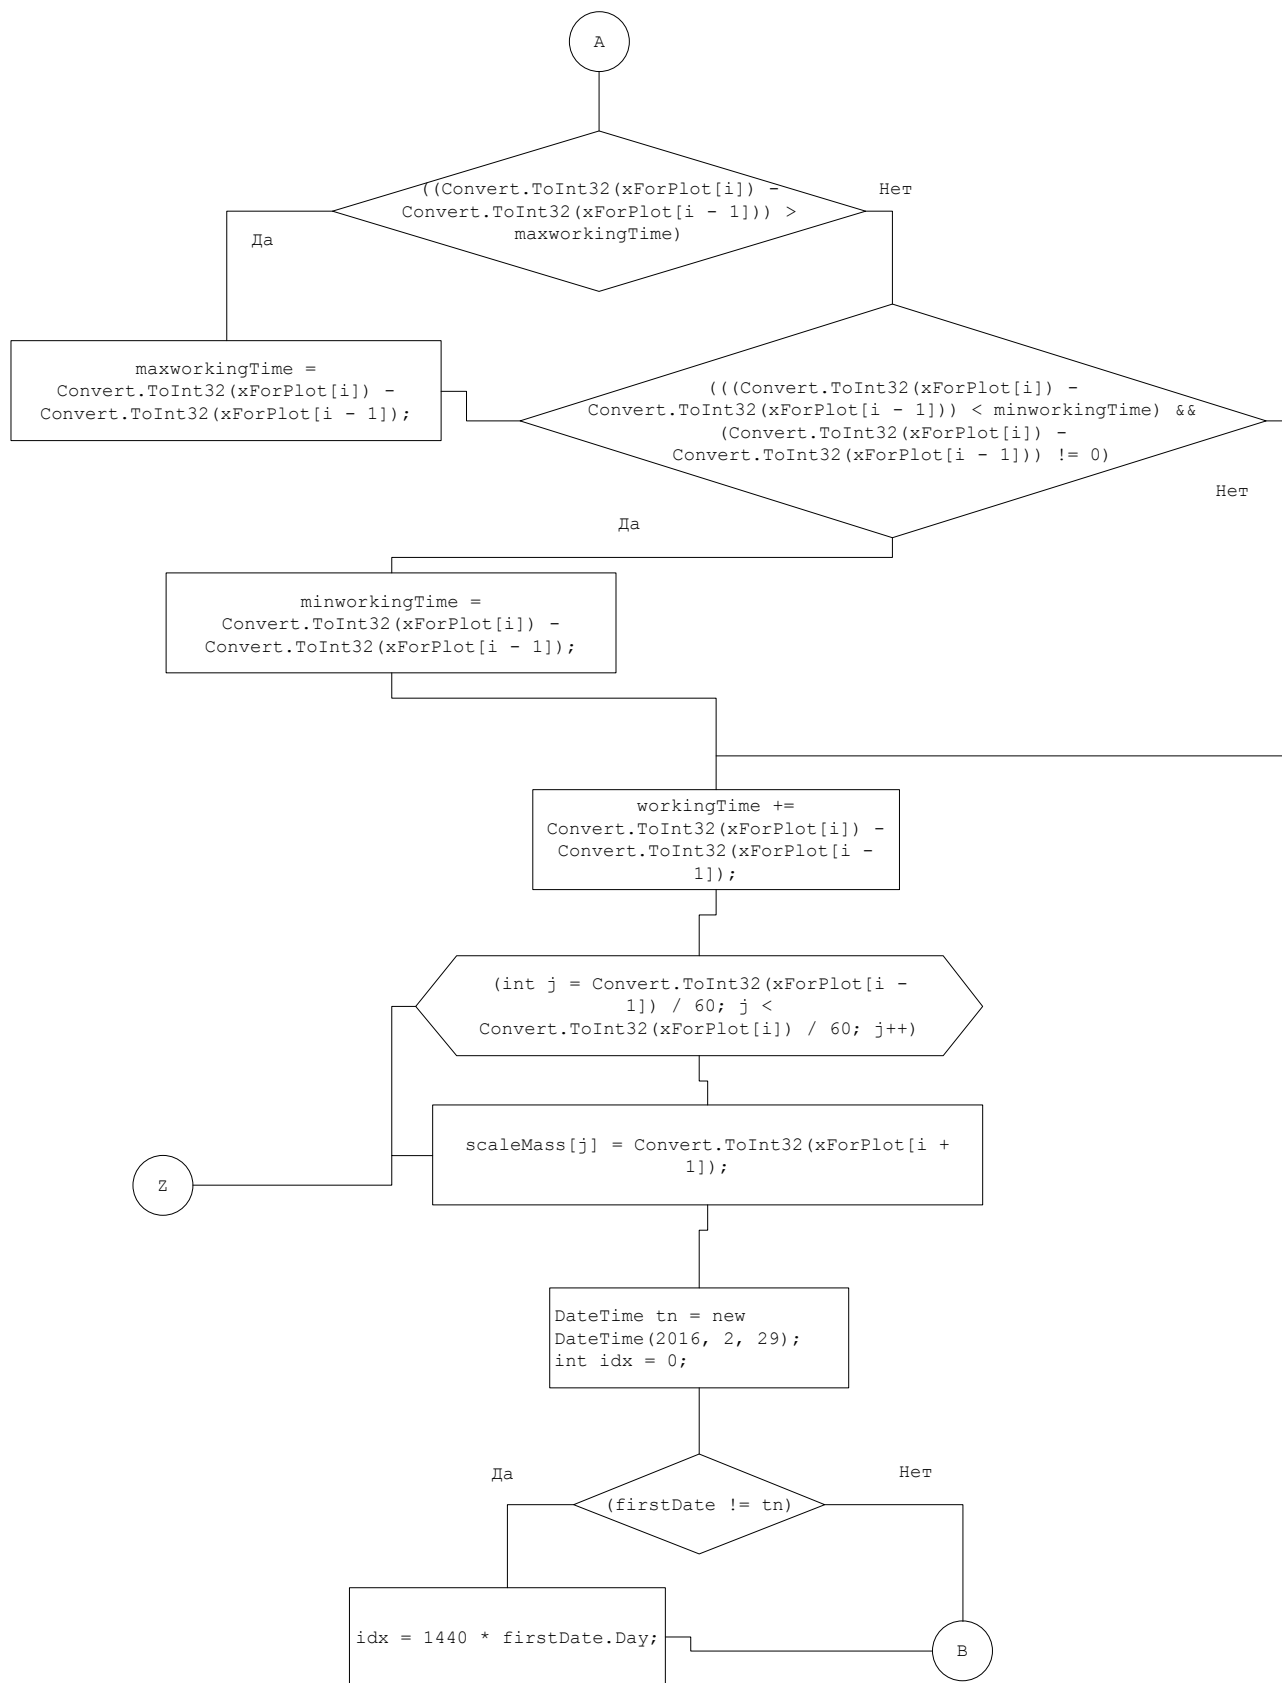 A
((Convert.ToInt32(xForPlot[i]) -
Convert.ToInt32(xForPlot[i - 1])) >
maxworkingTime)
Нет
Да
maxworkingTime =
Convert.ToInt32(xForPlot[i]) -
Convert.ToInt32(xForPlot[i - 1]);
(((Convert.ToInt32(xForPlot[i]) -
Convert.ToInt32(xForPlot[i - 1])) < minworkingTime) &&
(Convert.ToInt32(xForPlot[i]) -
Convert.ToInt32(xForPlot[i - 1])) != 0)
Нет
Да
minworkingTime =
Convert.ToInt32(xForPlot[i]) -
Convert.ToInt32(xForPlot[i - 1]);
workingTime +=
Convert.ToInt32(xForPlot[i]) -
Convert.ToInt32(xForPlot[i -
1]);
(int j = Convert.ToInt32(xForPlot[i -
1]) / 60; j <
Convert.ToInt32(xForPlot[i]) / 60; j++)
scaleMass[j] = Convert.ToInt32(xForPlot[i +
1]);
Z
DateTime tn = new
DateTime(2016, 2, 29);
int idx = 0;
Да
Нет
(firstDate != tn)
idx = 1440 * firstDate.Day;
B